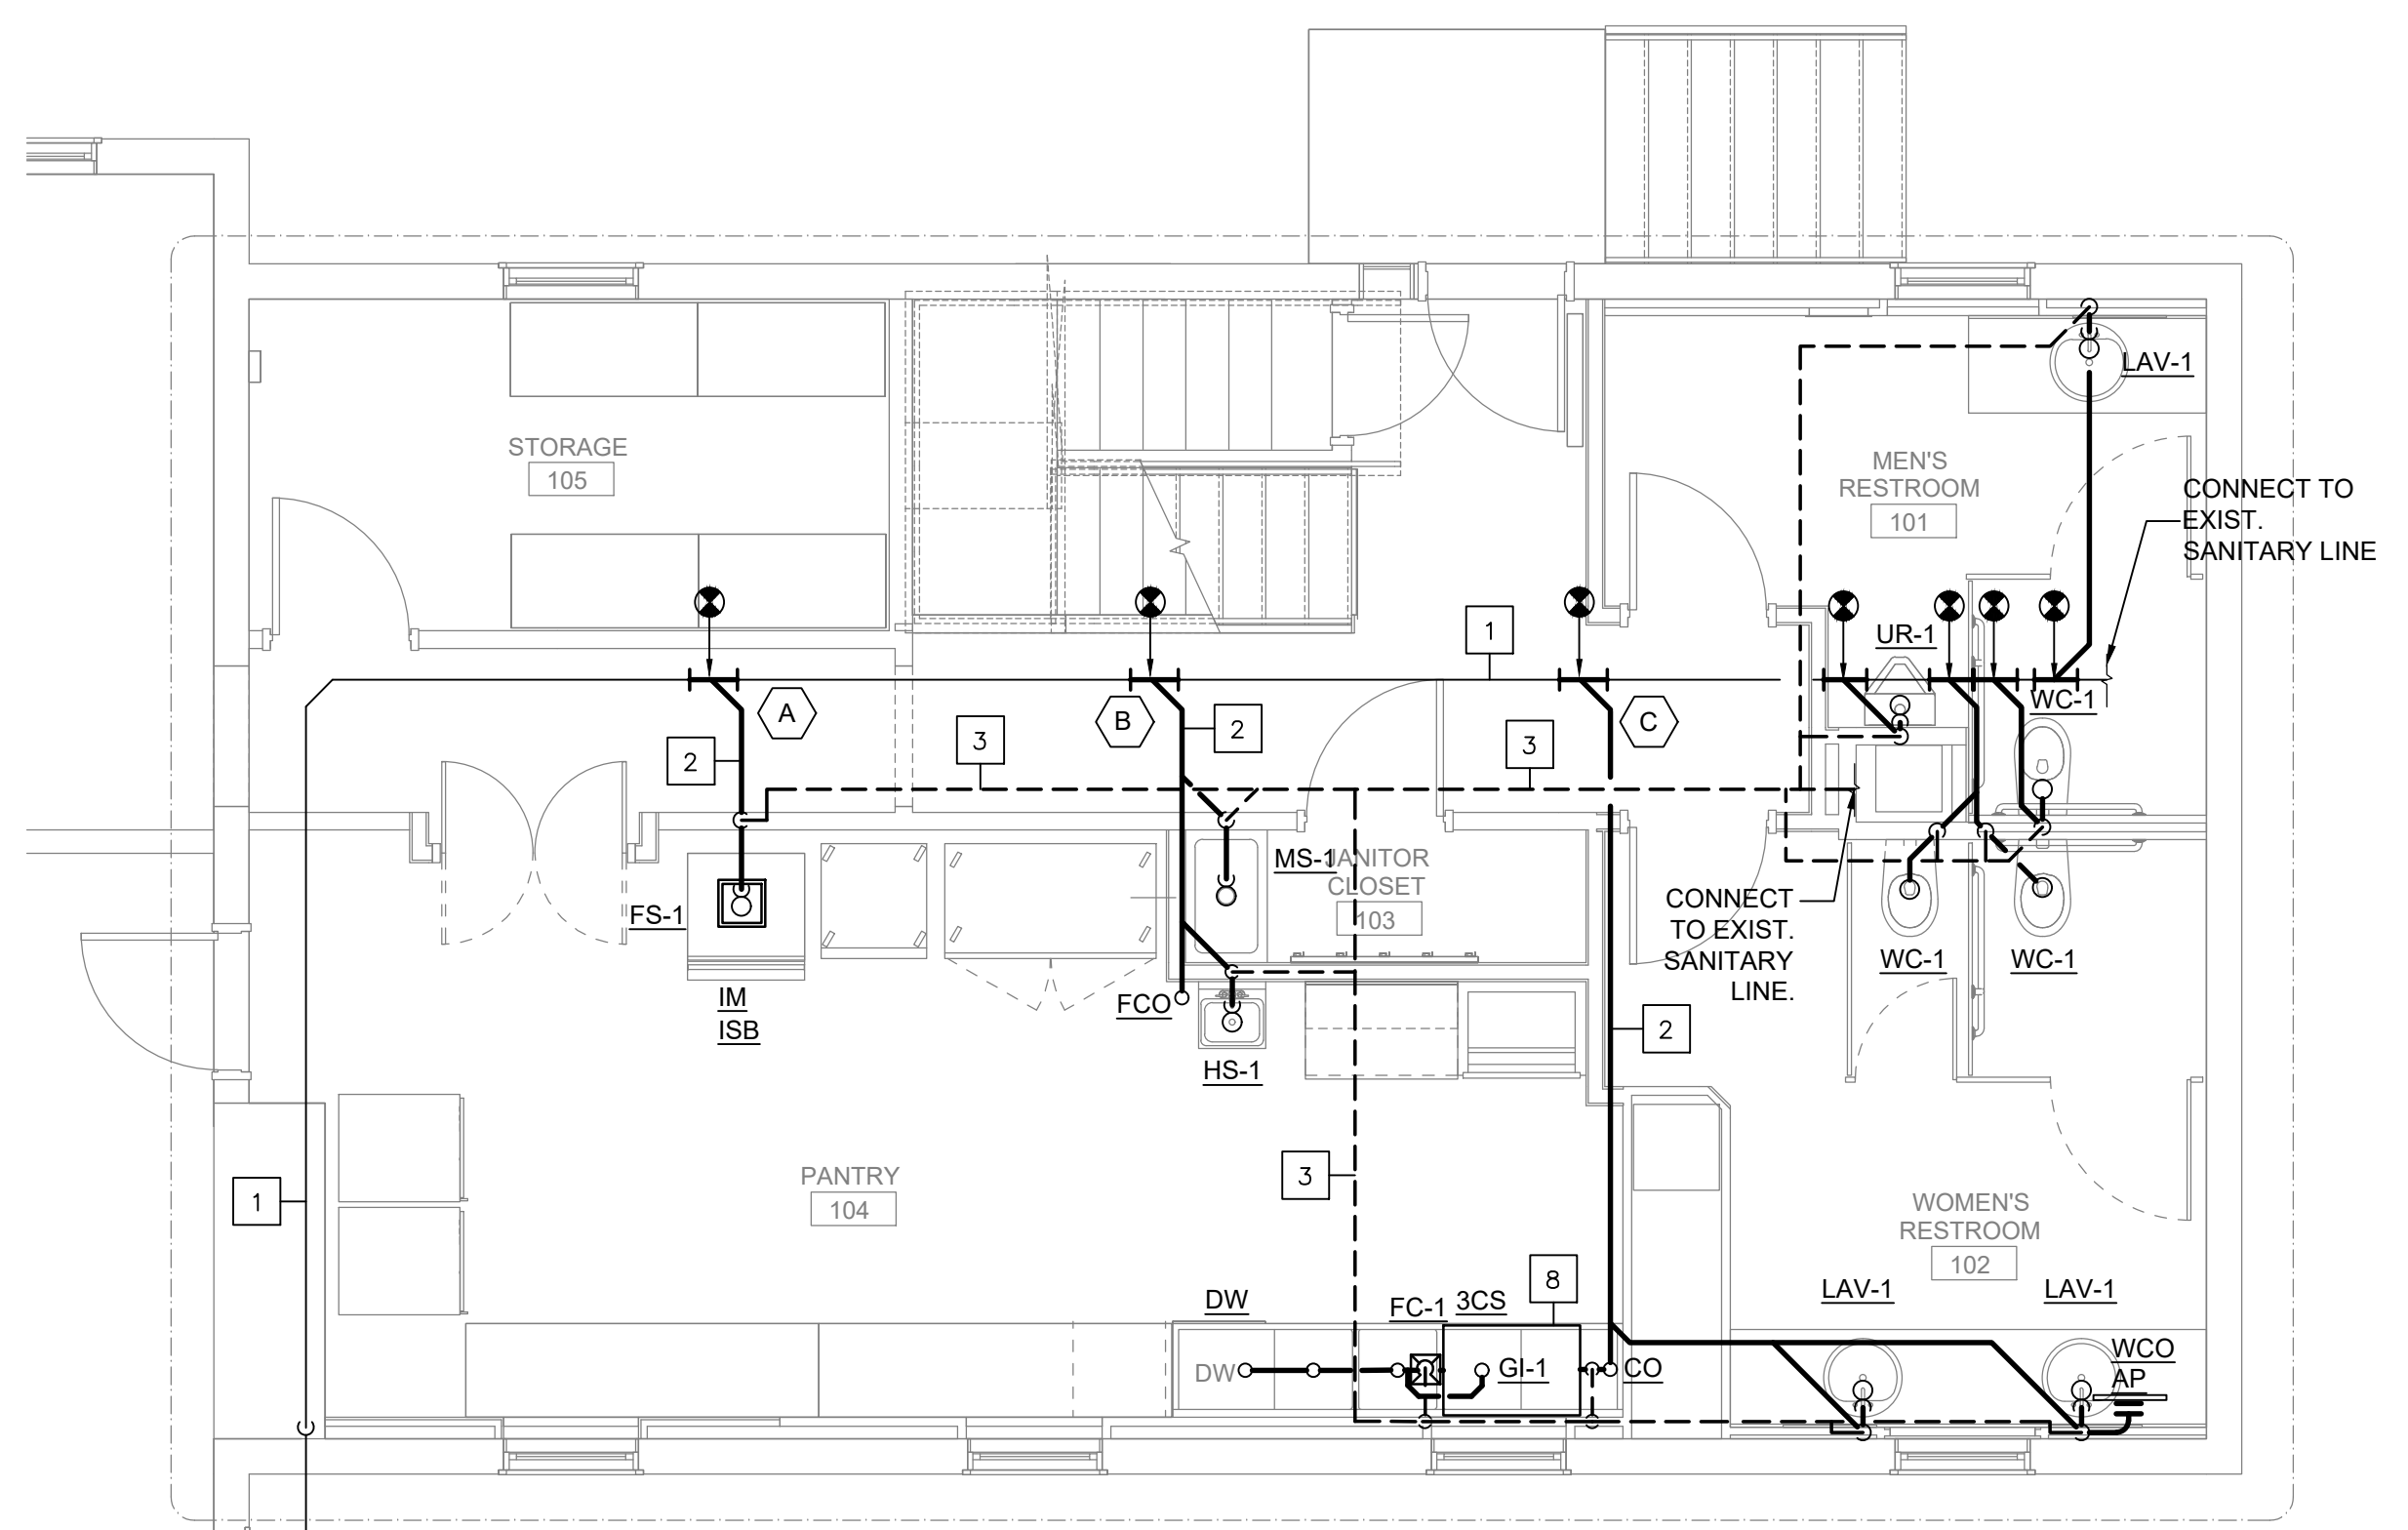 LAV-1
STORAGE
105
MEN'S
RESTROOM
101
CONNECT TO
EXIST.
SANITARY LINE
1
UR-1
WC-1
A
B
C
2
3
2
3
MS-1
JANITOR
CLOSET
103
CONNECT
TO EXIST.
SANITARY
LINE.
FS-1
WC-1
WC-1
IM
ISB
FCO
HS-1
2
PANTRY
104
3
1
WOMEN'S
RESTROOM
102
8
DW
FC-1
3CS
LAV-1
LAV-1
DW
GI-1
CO
WCO
AP